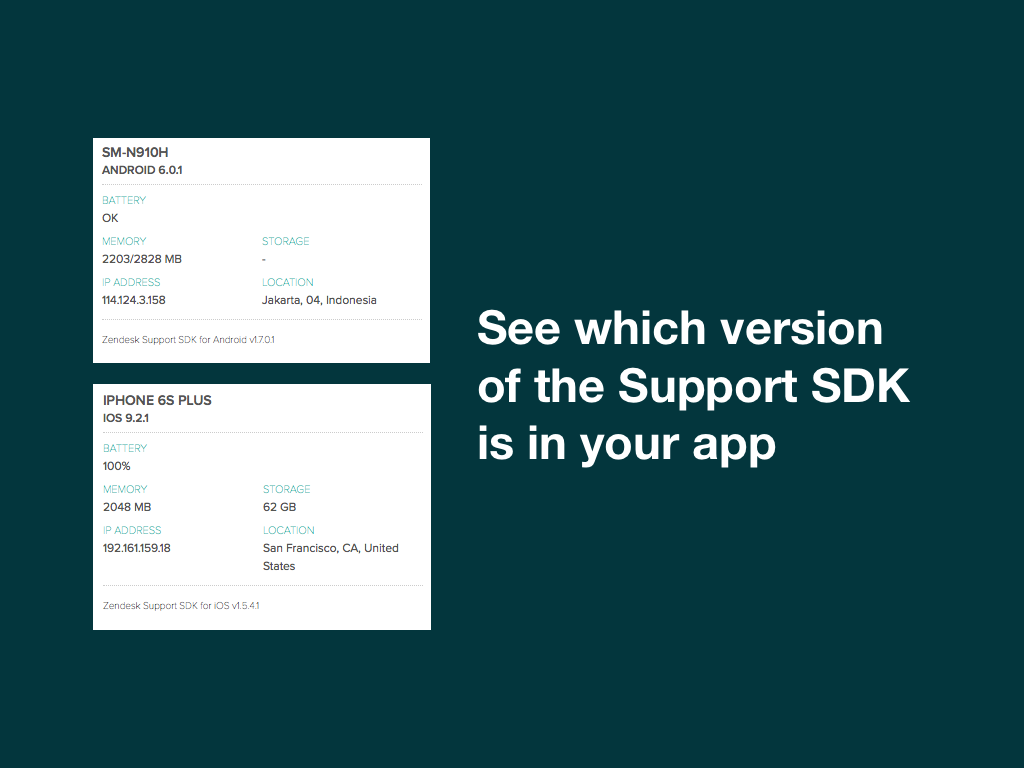 SM-N910H
ANDROID 6.0.1
BATTERY
OK
MEMORY STORAGE
2203/2828 MB -
IP ADDRESS LOCATION
114.124.3.158 Jakarta, 04, Indonesia
Zendesk Support SDK for Android v1.7.0.1
IPHONE 6S PLUS
IOS 9.2.1
BATTERY
100%
MEMORY STORAGE
2048 MB 62 GB
IP ADDRESS LOCATION
192.161.159.18 San Francisco, CA, United
States
Zendesk Support SDK for iOS v1.5.4.1
See which version
of the Support SDK
is in your app